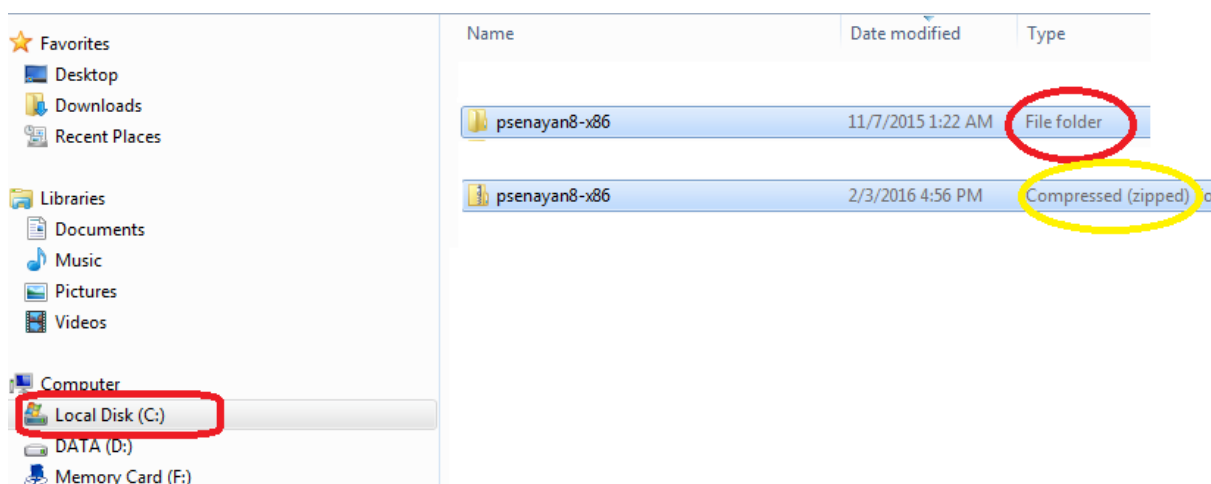 Name Date modified Type
Favorites
Desktop
Downloads
Recent Places
psenayan8-x86 11/7/2015 1:22 AM File folder
psenayan8-x86 2/3/2016 4:56 PM Compressed (zipped)
Libraries
Documents
Music
Pictures
Videos
Computer
Local Disk (C:)
DATA (D:)
Memory Card (F:)